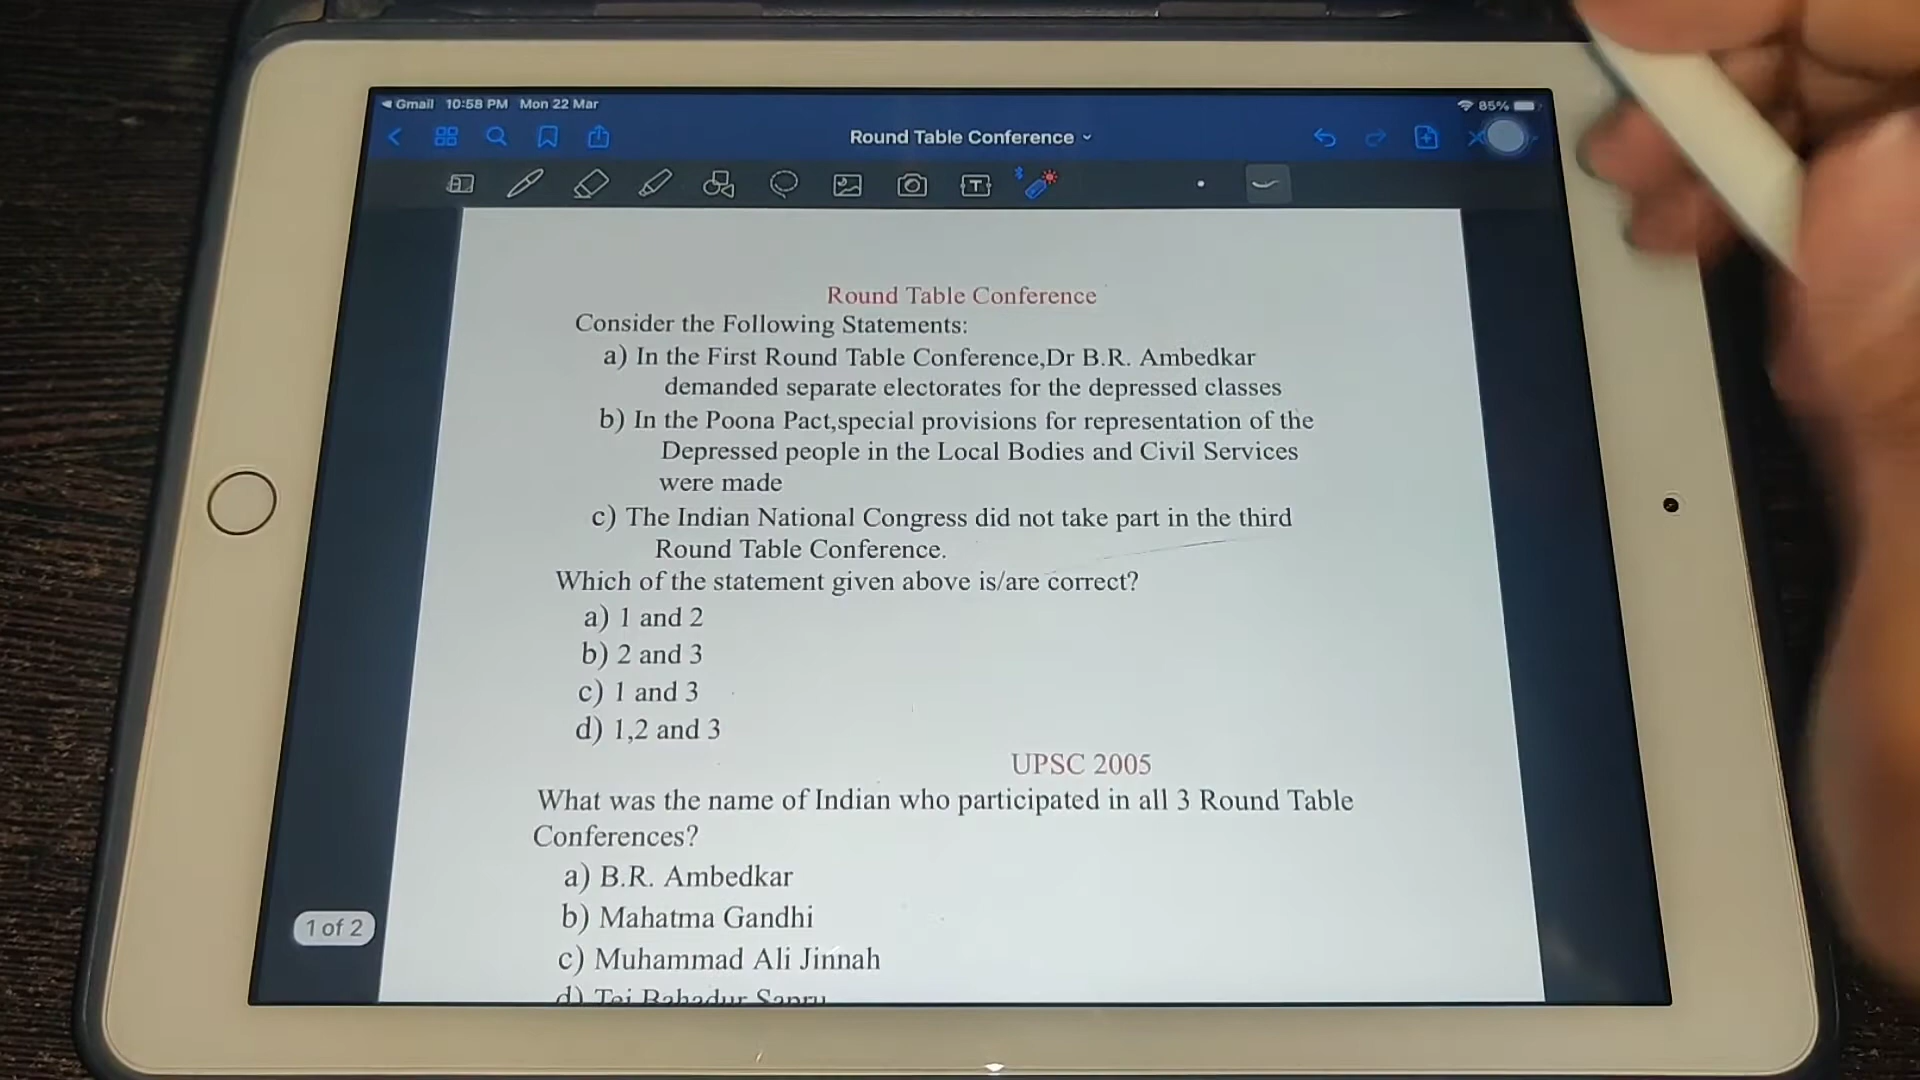 Gmail 10:58 PM Mon 22 Mar
85%
Round Table Conference
T
Round Table Conference
Consider the Following Statements:
a) In the First Round Table Conference,Dr B.R. Ambedkar
demanded separate electorates for the depressed classes
b) In the Poona Pact,special provisions for representation of the
Depressed people in the Local Bodies and Civil Services
were made
c) The Indian National Congress did not take part in the third
Round Table Conference.
Which of the statement given above is/are correct?
a) 1 and 2
b) 2 and 3
c) 1 and 3
d) 1,2 and 3
UPSC 2005
What was the name of Indian who participated in all 3 Round Table
Conferences?
a) B.R. Ambedkar
b) Mahatma Gandhi
1 of 2
c) Muhammad Ali Jinnah
d) Tej Bahadur Sapru